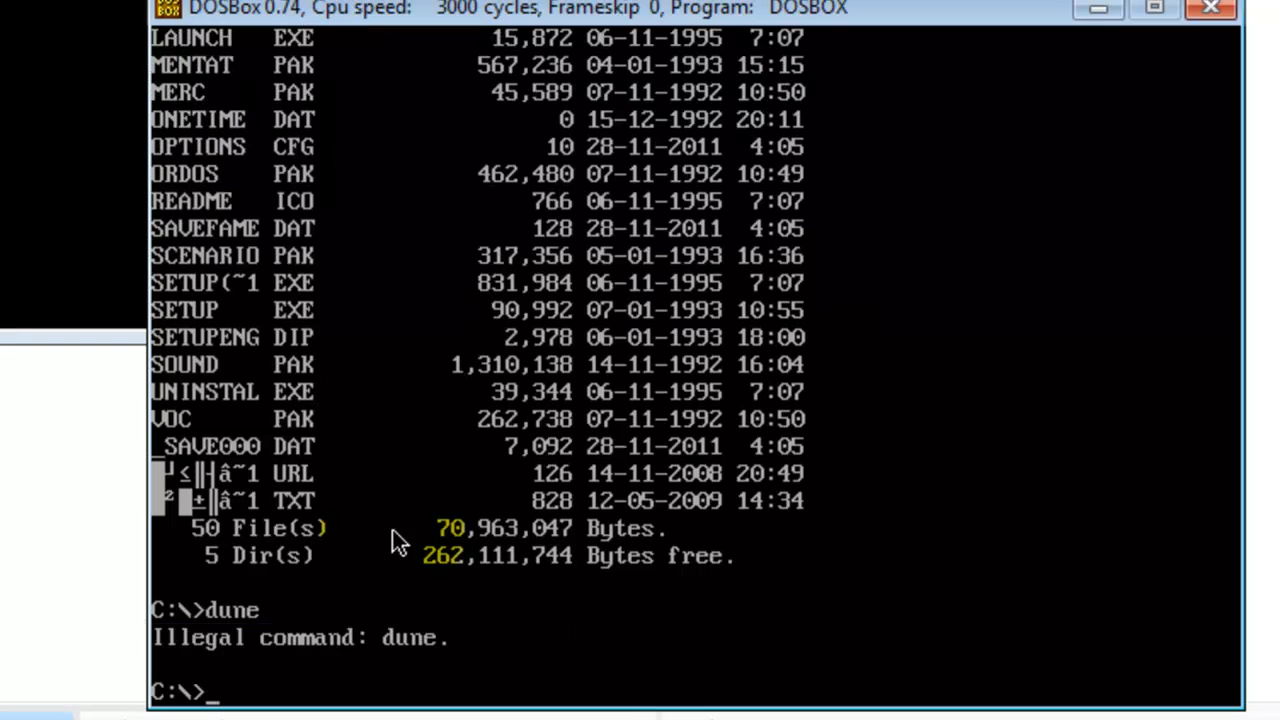 DOSBox 0.74, Cpu speed: 3000 cycles, Frameskip 0, Program: DOSBOX
LAUNCH EXE 15,872 06-11-1995 7:07
MENTAT PAK 567,236 04-01-1993 15:15
MERC PAK 45,589 07-11-1992 10:50
ONETIME DAT 0 15-12-1992 20:11
OPTIONS CFG 10 28-11-2011 4:05
ORDOS PAK 462,480 07-11-1992 10:49
README ICO 766 06-11-1995 7:07
SAVEFAME DAT 128 28-11-2011 4:05
SCENARIO PAK 317,356 05-01-1993 16:36
SETUP(~1 EXE 831,984 06-11-1995 7:07
SETUP EXE 90,992 07-01-1993 10:55
SETUPENG DIP 2,978 06-01-1993 18:00
SOUND PAK 1,310,138 14-11-1992 16:04
UNINSTAL EXE 39,344 06-11-1995 7:07
VOC PAK 262,738 07-11-1992 10:50
_SAVE000 DAT 7,092 28-11-2011 4:05
█┘≤║┤â~1 URL 126 14-11-2008 20:49
█²█±║â~1 TXT 828 12-05-2009 14:34
50 File(s) 70,963,047 Bytes.
5 Dir(s) 262,111,744 Bytes free.
C:\>dune
Illegal command: dune.
C:\>_